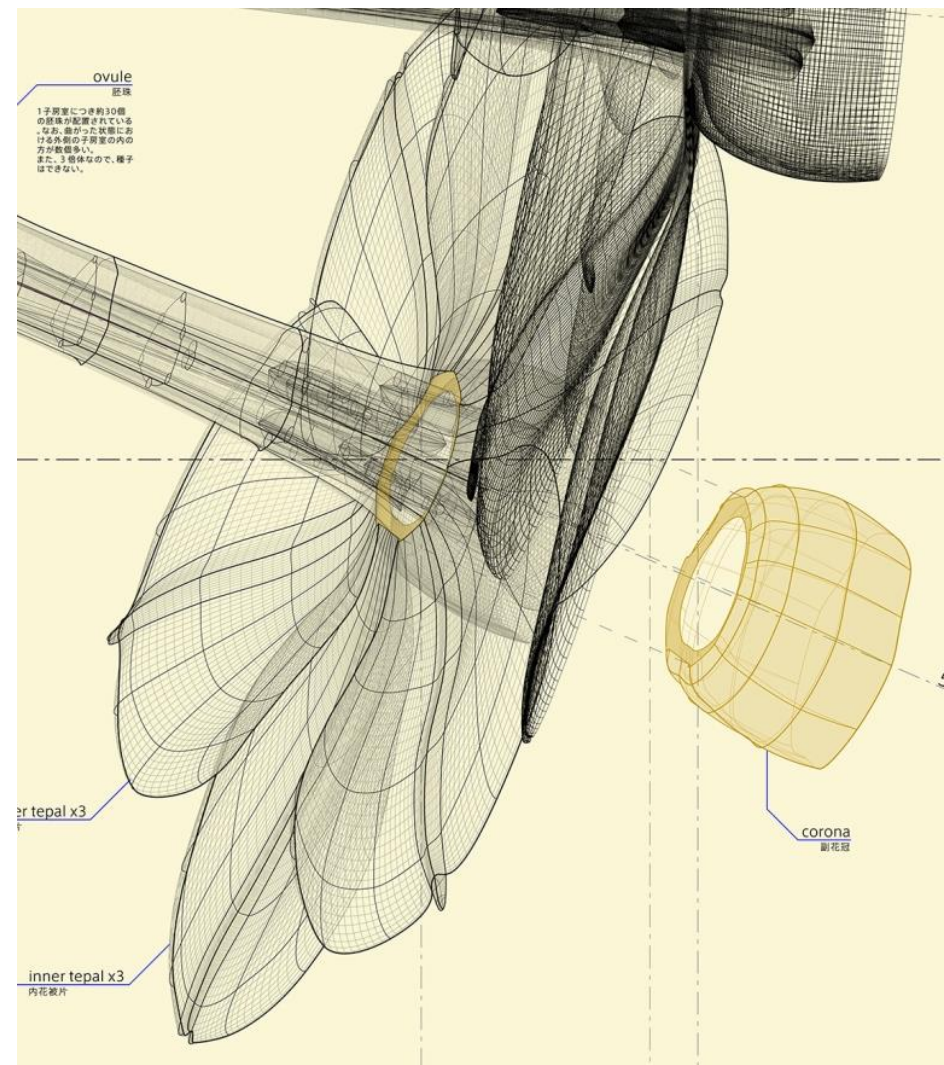 ovule
胚珠
1子房室につき約30個
の胚珠が配置されている
。なお、曲がった状態にお
ける外側の子房室の内の
方が数個多い。
また、3倍体なので、種子
はできない。
er tepal x3
片
corona
副花冠
inner tepal x3
内花被片